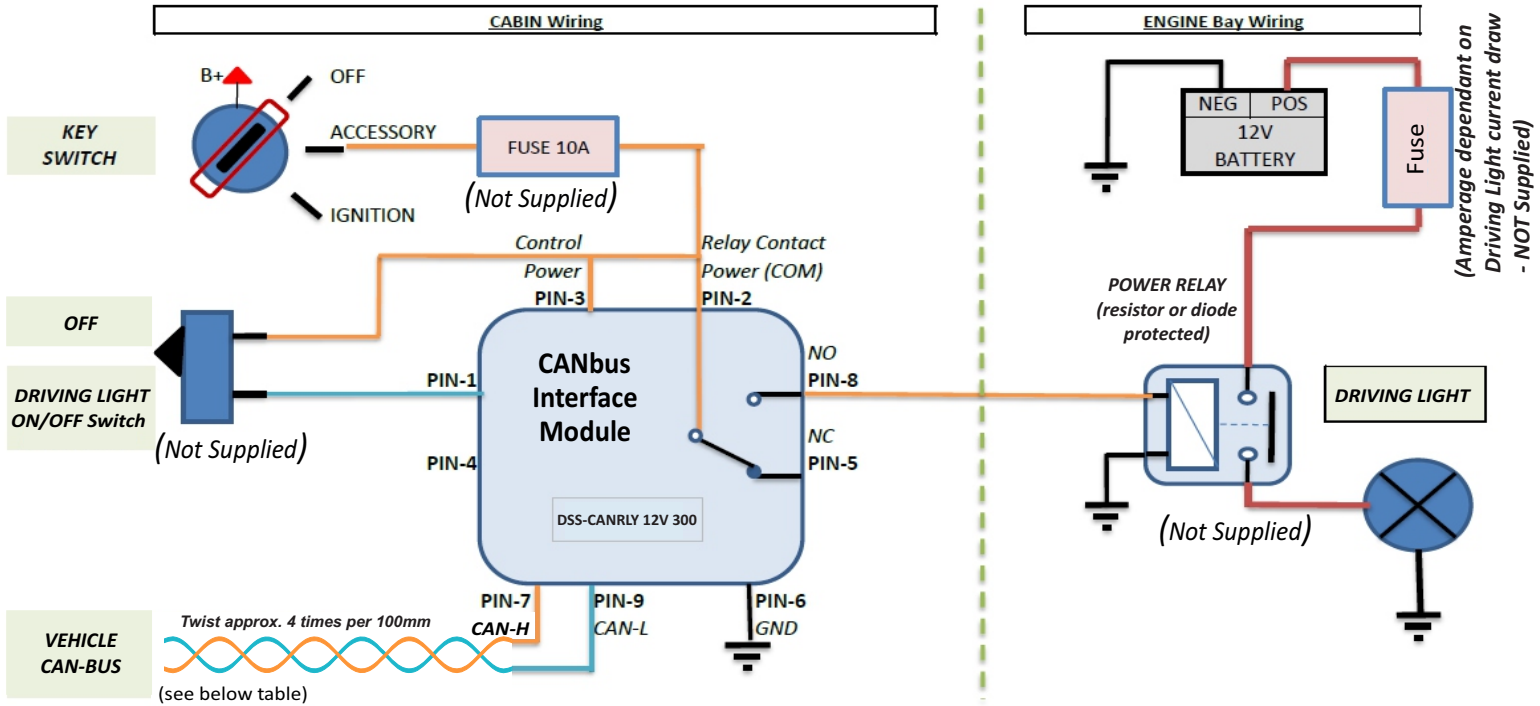 CABIN Wiring
ENGINE Bay Wiring
B+
OFF
KEY
SWITCH
ACCESSORY
FUSE 10A
(Not Supplied)
IGNITION
NEG
POS
12V
BATTERY
Fuse
(Amperage dependant on
Driving Light current draw
- NOT Supplied)
Control
Power
PIN-3
Relay Contact
Power (COM)
PIN-2
POWER RELAY
(resistor or diode
protected)
OFF
DRIVING LIGHT
ON/OFF Switch
(Not Supplied)
PIN-1
PIN-4
CANbus
Interface
Module
NO
PIN-8
NC
PIN-5
DSS-CANRLY 12V 300
DRIVING LIGHT
(Not Supplied)
PIN-7
CAN-H
PIN-9
CAN-L
PIN-6
GND
VEHICLE
CAN-BUS
Twist approx. 4 times per 100mm
(see below table)